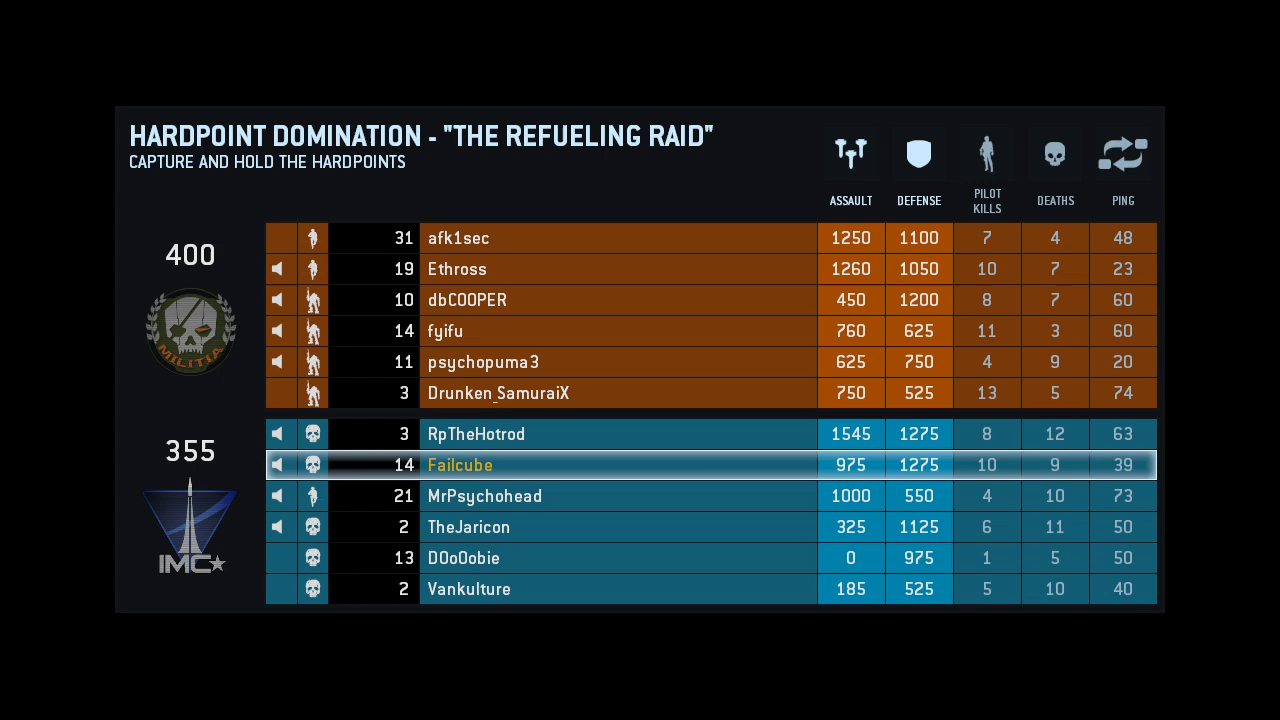 HARDPOINT DOMINATION - "THE REFUELING RAID"
CAPTURE AND HOLD THE HARDPOINTS
ASSAULT DEFENSE PILOT KILLS DEATHS PING
400
MILITIA
31 afk1sec 1250 1100 7 4 48
19 Ethross 1260 1050 10 7 23
10 dbCOOPER 450 1200 8 7 60
14 fyifu 760 625 11 3 60
11 psychopuma3 625 750 4 9 20
3 Drunken_SamuraiX 750 525 13 5 74
355
IMC
3 RpTheHotrod 1545 1275 8 12 63
14 Failcube 975 1275 10 9 39
21 MrPsychohead 1000 550 4 10 73
2 TheJaricon 325 1125 6 11 50
13 DOoOobie 0 975 1 5 50
2 Vankulture 185 525 5 10 40